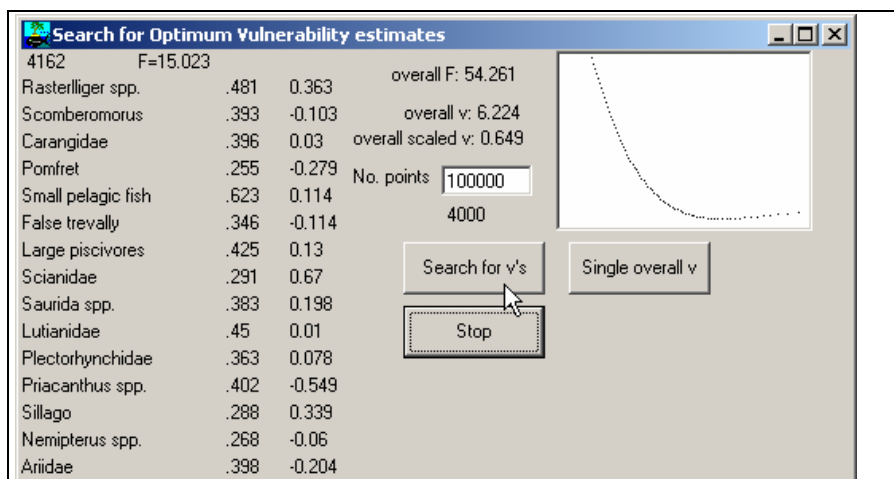 Search for Optimum Vulnerability estimates
4162 F=15.023
Rasterlliger spp. .481 0.363
Scomberomorus .393 -0.103
Carangidae .396 0.03
Pomfret .255 -0.279
Small pelagic fish .623 0.114
False trevally .346 -0.114
Large piscivores .425 0.13
Scianidae .291 0.67
Saurida spp. .383 0.198
Lutianidae .45 0.01
Plectorhynchidae .363 0.078
Priacanthus spp. .402 -0.549
Sillago .288 0.339
Nemipterus spp. .268 -0.06
Ariidae .398 -0.204
overall F: 54.261
overall v: 6.224
overall scaled v: 0.649
No. points 100000
4000
Search for v's
Single overall v
Stop